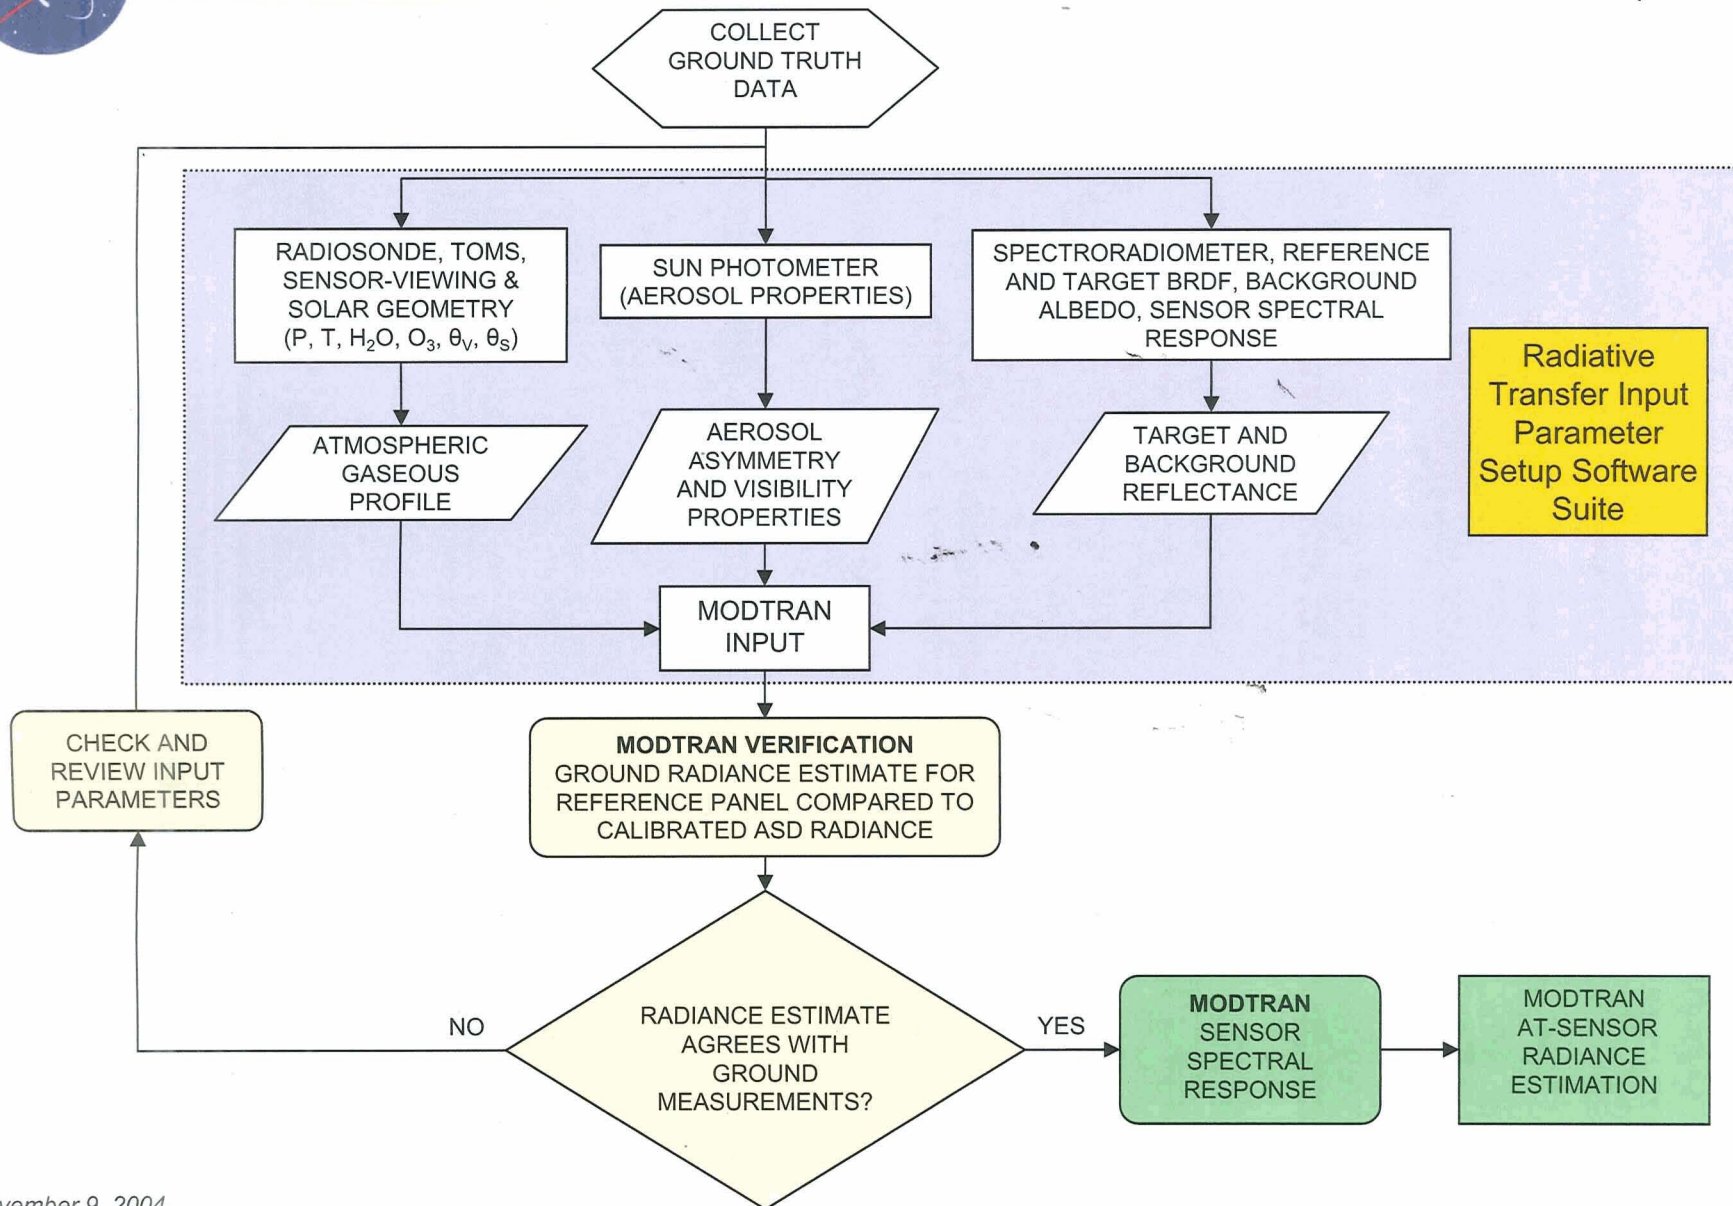 COLLECT
GROUND TRUTH
DATA
RADIOSONDE, TOMS,
SENSOR-VIEWING &
SOLAR GEOMETRY
(P, T, H₂O, O₃, θV, θS)
SUN PHOTOMETER
(AEROSOL PROPERTIES)
SPECTRORADIOMETER, REFERENCE
AND TARGET BRDF, BACKGROUND
ALBEDO, SENSOR SPECTRAL
RESPONSE
Radiative
Transfer Input
Parameter
Setup Software
Suite
ATMOSPHERIC
GASEOUS
PROFILE
AEROSOL
ASYMMETRY
AND VISIBILITY
PROPERTIES
TARGET AND
BACKGROUND
REFLECTANCE
MODTRAN
INPUT
CHECK AND
REVIEW INPUT
PARAMETERS
MODTRAN VERIFICATION
GROUND RADIANCE ESTIMATE FOR
REFERENCE PANEL COMPARED TO
CALIBRATED ASD RADIANCE
NO
RADIANCE ESTIMATE
AGREES WITH
GROUND
MEASUREMENTS?
YES
MODTRAN
SENSOR
SPECTRAL
RESPONSE
MODTRAN
AT-SENSOR
RADIANCE
ESTIMATION
9, 2004